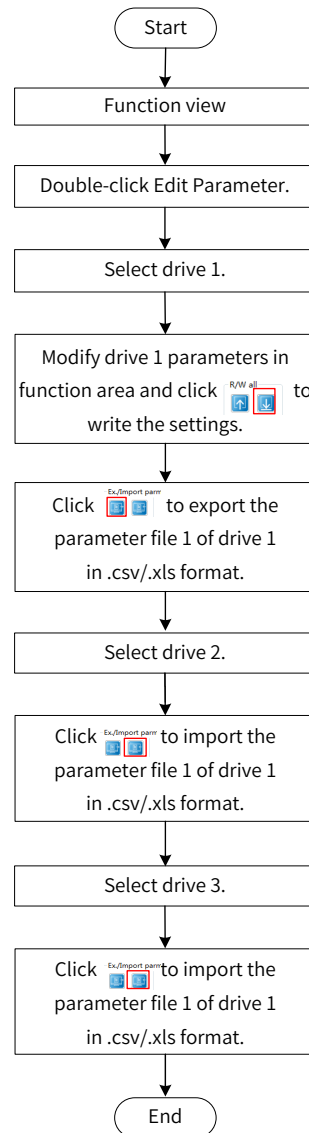 Start
Function view
Double-click Edit Parameter.
Select drive 1.
Modify drive 1 parameters in
function area and click R/W all to
write the settings.
Click Ex./Import parm to export the
parameter file 1 of drive 1
in .csv/.xls format.
Select drive 2.
Click Ex./Import parm to import the
parameter file 1 of drive 1
in .csv/.xls format.
Select drive 3.
Click Ex./Import parm to import the
parameter file 1 of drive 1
in .csv/.xls format.
End